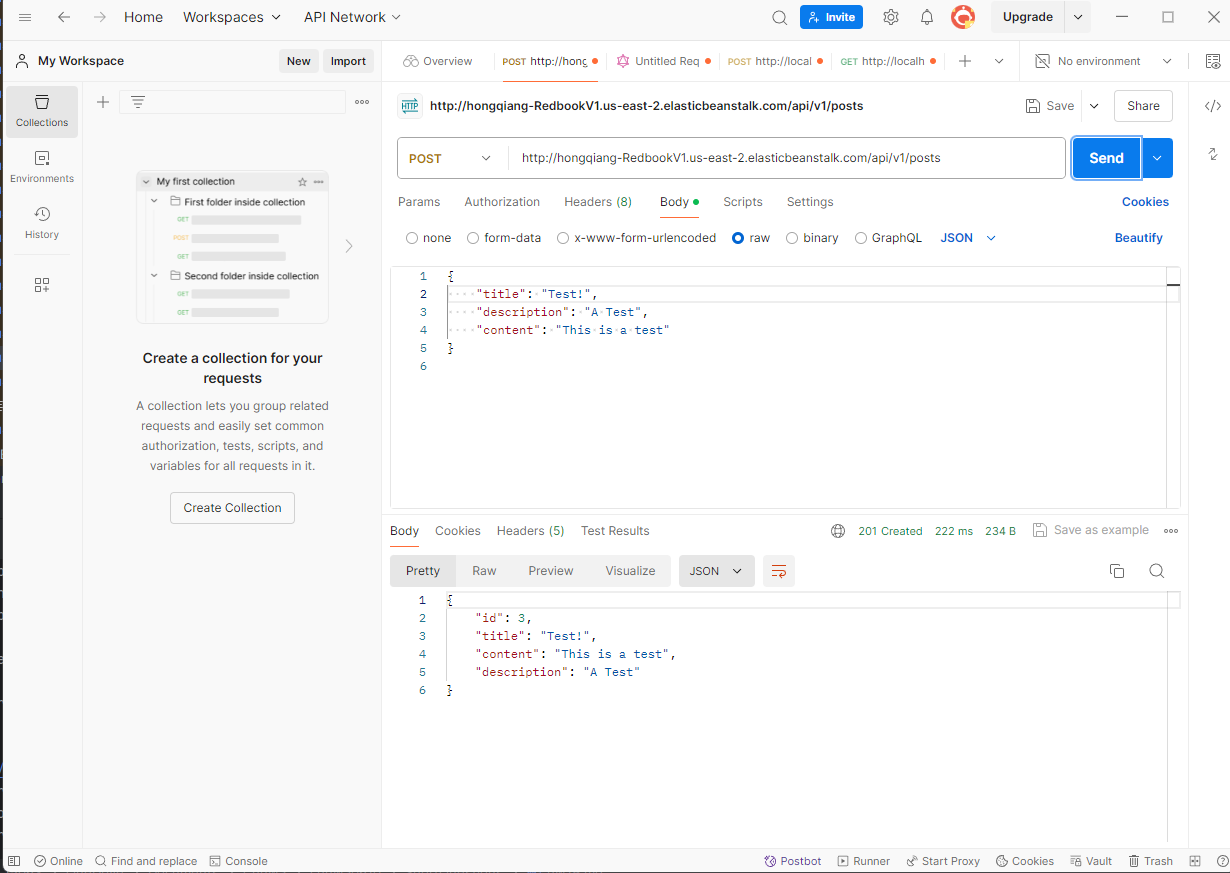 Home Workspaces API Network Invite Upgrade
My Workspace New Import Overview POST http://hong Untitled Req POST http://local GET http://localh No environment
Collections
Environments
History
My first collection
First folder inside collection
GET
POST
GET
Second folder inside collection
GET
GET
Create a collection for your
requests
A collection lets you group related
requests and easily set common
authorization, tests, scripts, and
variables for all requests in it.
Create Collection
HTTP http://hongqiang-RedbookV1.us-east-2.elasticbeanstalk.com/api/v1/posts Save Share
POST http://hongqiang-RedbookV1.us-east-2.elasticbeanstalk.com/api/v1/posts Send
Params Authorization Headers (8) Body Scripts Settings Cookies
none form-data x-www-form-urlencoded raw binary GraphQL JSON Beautify
1 {
2 "title": "Test!",
3 "description": "A Test",
4 "content": "This is a test"
5 }
6
Body Cookies Headers (5) Test Results 201 Created 222 ms 234 B Save as example
Pretty Raw Preview Visualize JSON
1 {
2 "id": 3,
3 "title": "Test!",
4 "content": "This is a test",
5 "description": "A Test"
6 }
Online Find and replace Console Postbot Runner Start Proxy Cookies Vault Trash